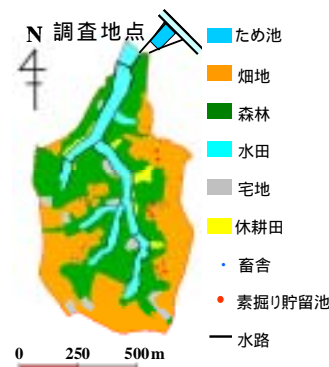 N 調査地点
ため池
畑地
森林
水田
宅地
休耕田
畜舎
素掘り貯留池
水路
0 250 500m